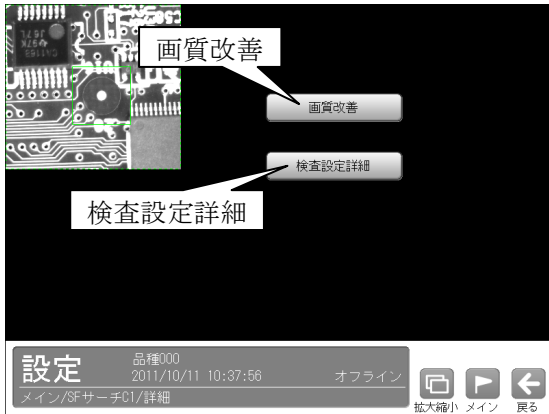 CA1163
J67L
97K
画質改善
画質改善
検査設定詳細
検査設定詳細
設定
品種000
2011/10/11 10:37:56
オフライン
メイン/SFサーチC1/詳細
拡大縮小
メイン
戻る